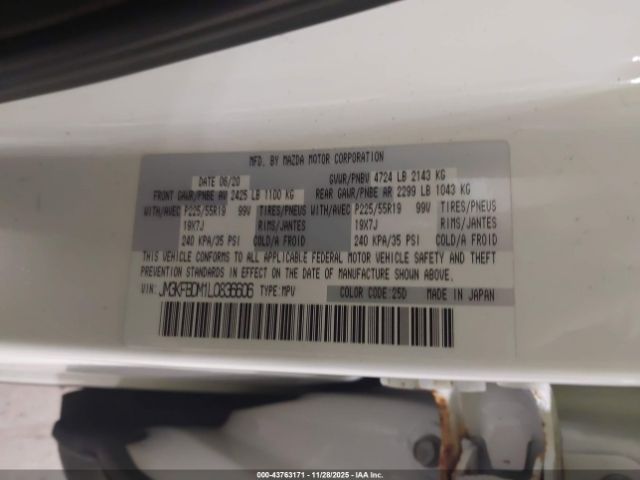 MFD. BY MAZDA MOTOR CORPORATION
DATE 06/20 GVWR/PNBV 4724 LB 2143 KG
FRONT GAWR/PNBE AV 2425 LB 1100 KG REAR GAWR/PNBE AR 2299 LB 1043 KG
WITH/AVEC P225/55R19 99V TIRES/PNEUS WITH/AVEC P225/55R19 99V TIRES/PNEUS
19X7J RIMS/JANTES 19X7J RIMS/JANTES
240 KPA/35 PSI COLD/A FROID 240 KPA/35 PSI COLD/A FROID
THIS VEHICLE CONFORMS TO ALL APPLICABLE FEDERAL MOTOR VEHICLE SAFETY AND THEFT
PREVENTION STANDARDS IN EFFECT ON THE DATE OF MANUFACTURE SHOWN ABOVE.
VIN: JM3KFBDM1L0836606 TYPE:MPV COLOR CODE:25D MADE IN JAPAN
000-43763171 - 11/28/2025 - IAA Inc.